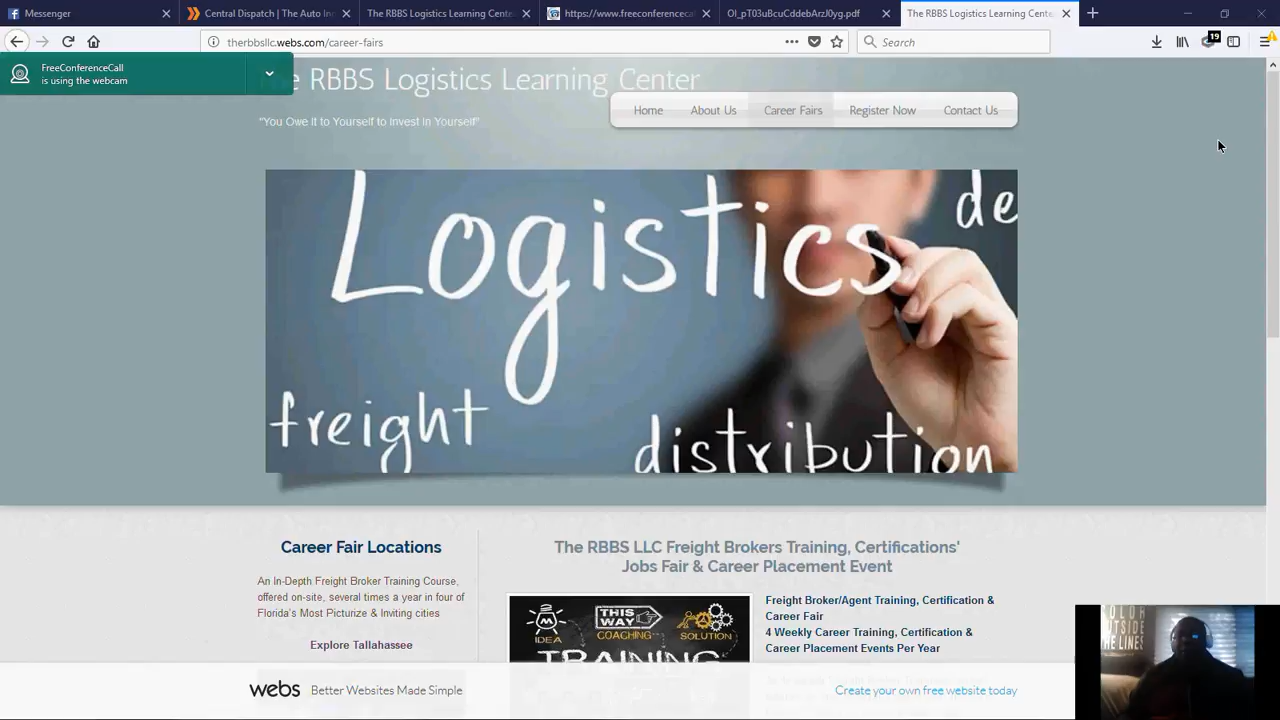 Messenger
Central Dispatch | The Auto In
The RBBS Logistics Learning Cent
https://www.freeconferenceca
OI_pT03uBcuCddebArzJ0yg.pdf
The RBBS Logistics Learning Cente
therbbsllc.webs.com/career-fairs
Search
19
FreeConferenceCall
is using the webcam
RBBS Logistics Learning Center
"You Owe it to Yourself to Invest in Yourself"
Home
About Us
Career Fairs
Register Now
Contact Us
Logistics
de
freight
distribution
Career Fair Locations
An In-Depth Freight Broker Training Course,
offered on-site, several times a year in four of
Florida's Most Picturize & Inviting cities
Explore Tallahassee
The RBBS LLC Freight Brokers Training, Certifications'
Jobs Fair & Career Placement Event
IDEA
THIS WAY
COACHING
SOLUTION
TRAINING
Freight Broker/Agent Training, Certification &
Career Fair
4 Weekly Career Training, Certification &
Career Placement Events Per Year
webs
Better Websites Made Simple
Create your own free website today
COLOR
OUTSIDE
THE LINES